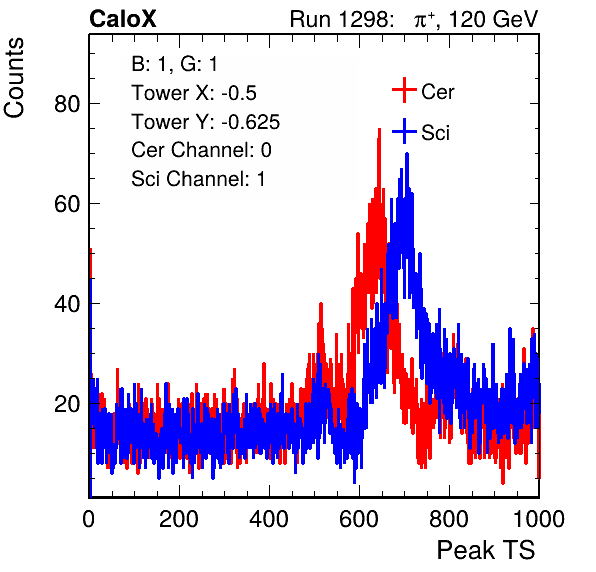 CaloX Run 1298: π⁺, 120 GeV
Counts
B: 1, G: 1
Tower X: -0.5
Tower Y: -0.625
Cer Channel: 0
Sci Channel: 1
Cer
Sci
80
60
40
20
0 200 400 600 800 1000
Peak TS